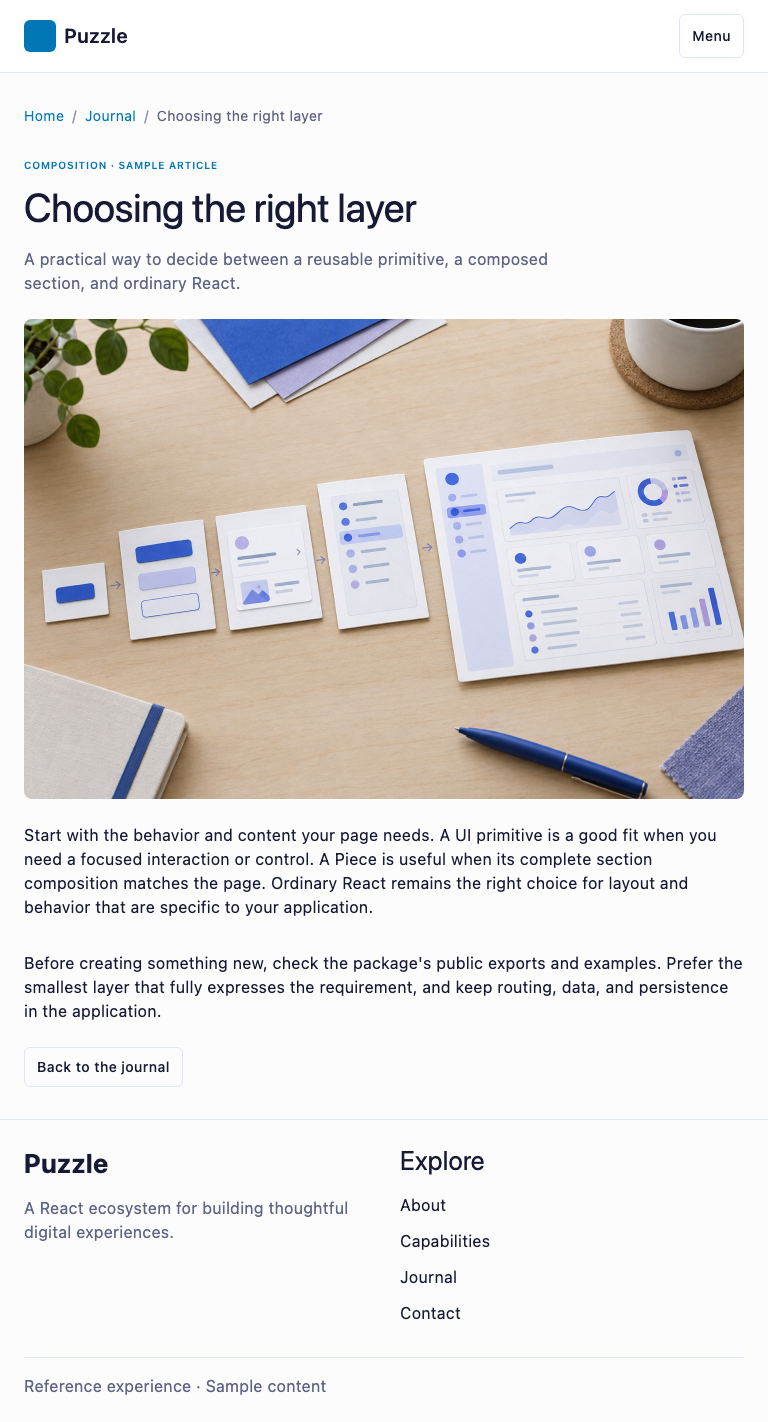 Puzzle
Menu
Home / Journal / Choosing the right layer
COMPOSITION · SAMPLE ARTICLE
Choosing the right layer
A practical way to decide between a reusable primitive, a composed
section, and ordinary React.
Start with the behavior and content your page needs. A UI primitive is a good fit when you
need a focused interaction or control. A Piece is useful when its complete section
composition matches the page. Ordinary React remains the right choice for layout and
behavior that are specific to your application.
Before creating something new, check the package's public exports and examples. Prefer the
smallest layer that fully expresses the requirement, and keep routing, data, and persistence
in the application.
Back to the journal
Puzzle
A React ecosystem for building thoughtful
digital experiences.
Explore
About
Capabilities
Journal
Contact
Reference experience · Sample content